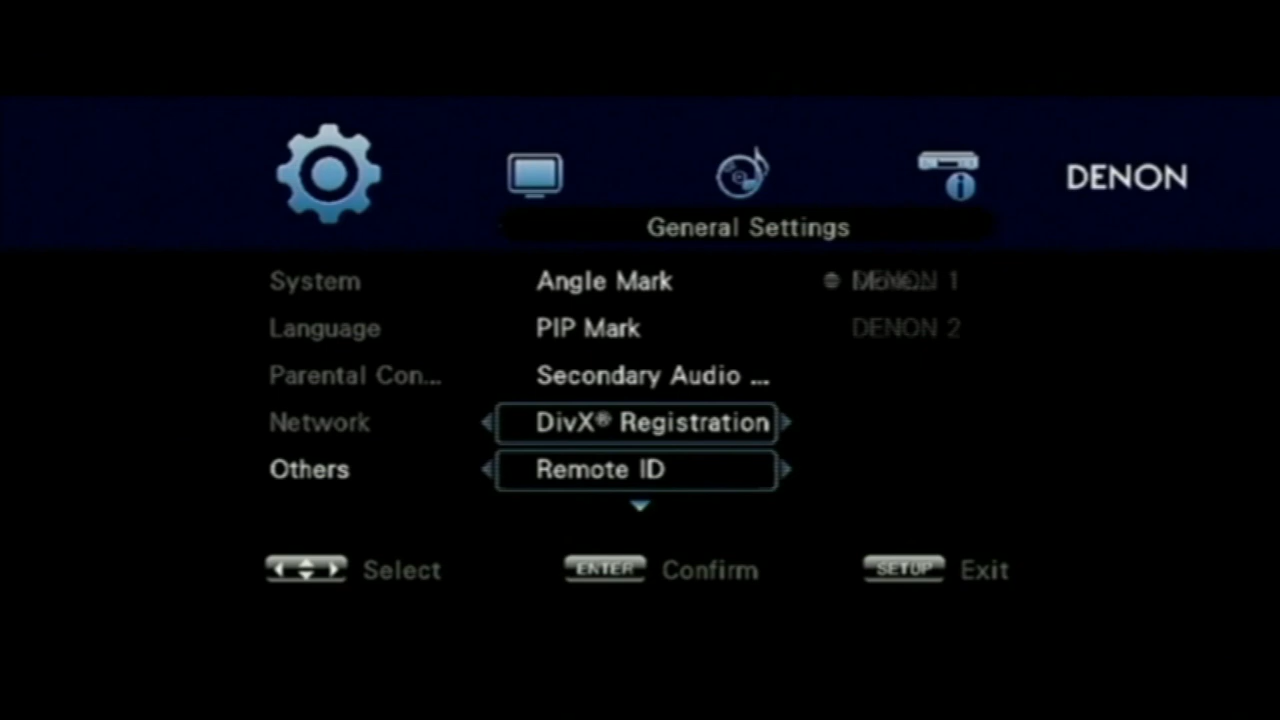 DENON
General Settings
System Angle Mark DENON 1
Language PIP Mark DENON 2
Parental Con... Secondary Audio ...
Network DivX® Registration
Others Remote ID
Select ENTER Confirm SETUP Exit